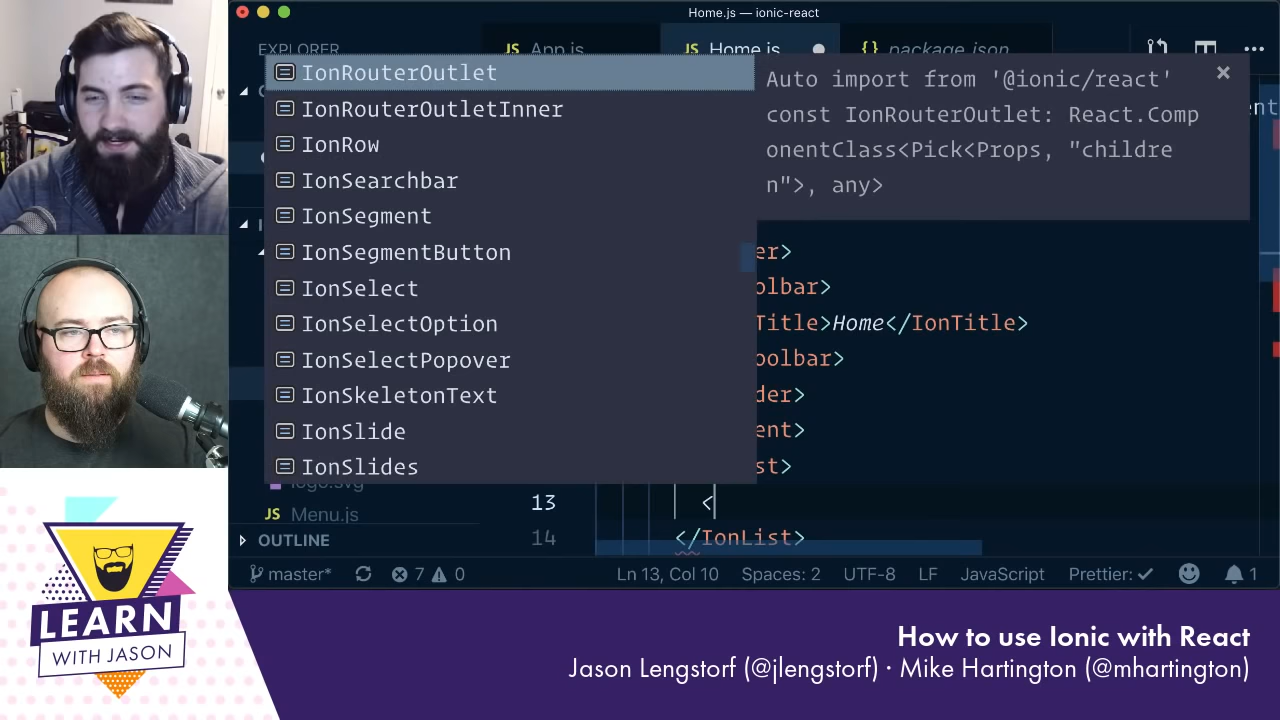 Home.js — ionic-react
EXPLORER
JS App.js
JS Home.js
{} package.json
IonRouterOutlet
IonRouterOutletInner
IonRow
IonSearchbar
IonSegment
IonSegmentButton
IonSelect
IonSelectOption
IonSelectPopover
IonSkeletonText
IonSlide
IonSlides
Auto import from '@ionic/react'
const IonRouterOutlet: React.Comp
onentClass<Pick<Props, "childre
n">, any>
ent
er>
olbar>
Title>Home</IonTitle>
oolbar>
der>
ent>
st>
13 <
14 </IonList>
logo.svg
JS Menu.js
OUTLINE
master* 7 0 Ln 13, Col 10 Spaces: 2 UTF-8 LF JavaScript Prettier: ✓ 1
LEARN
WITH JASON
How to use Ionic with React
Jason Lengstorf (@jlengstorf) · Mike Hartington (@mhartington)